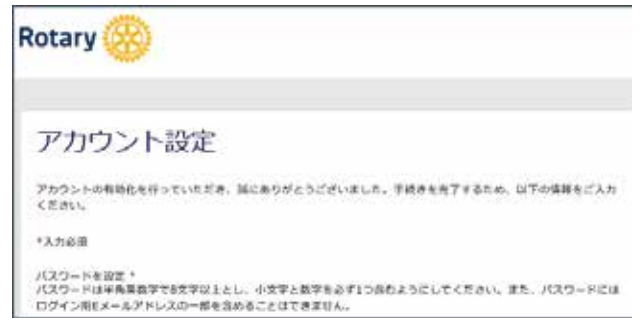 Rotary
アカウント設定
アカウントの有効化を行っていただき、誠にありがとうございました。手続きを完了するため、以下の情報をご入力
ください。
*入力必須
パスワードを設定 *
パスワードは半角英数字で8文字以上とし、小文字と数字を必ず1つ含むようにしてください。また、パスワードには
ログイン用Eメールアドレスの一部を含めることはできません。